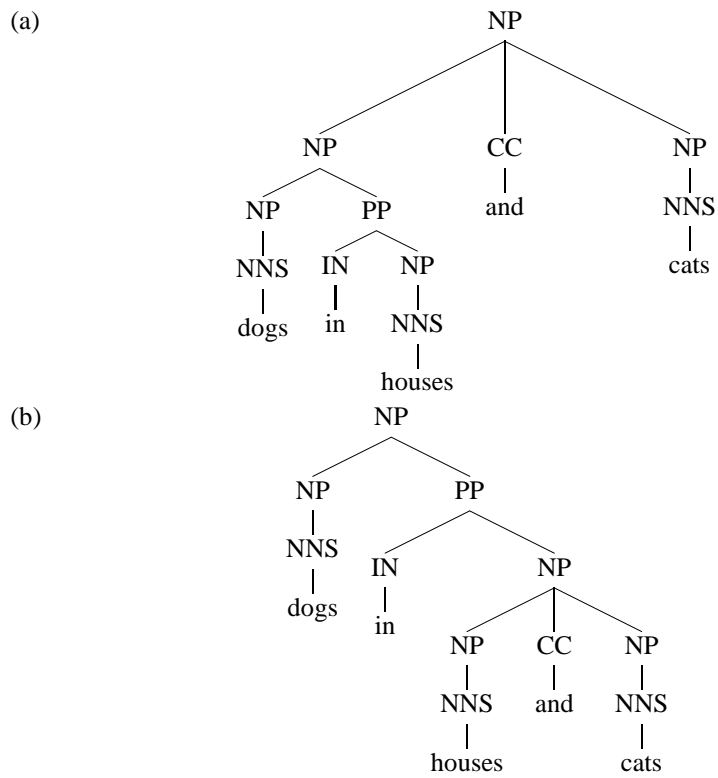 (a) NP
NP CC NP
NP PP and NNS
NNS IN NP cats
dogs in NNS
houses
(b) NP
NP PP
NNS IN NP
dogs in NP CC NP
NNS and NNS
houses cats